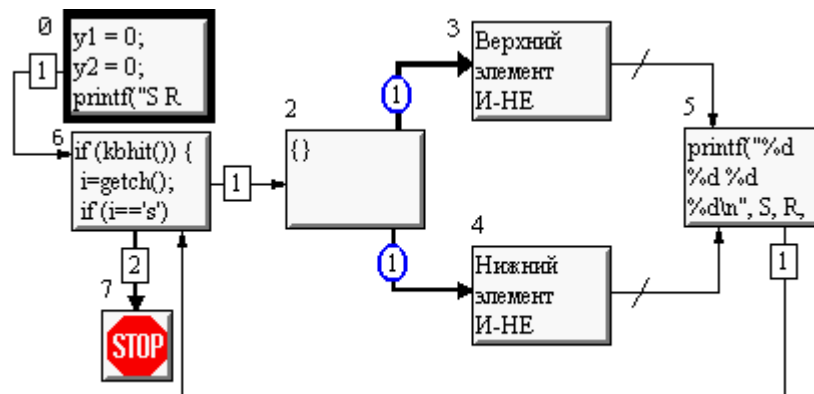 0
y1 = 0;
y2 = 0;
printf("S R
1
6
if (kbhit()) {
i=getch();
if (i=='s')
1
2
7
STOP
2
{}
1
1
3
Верхний
элемент
И-НЕ
4
Нижний
элемент
И-НЕ
5
printf("%d
%d %d
%d\n", S, R,
1